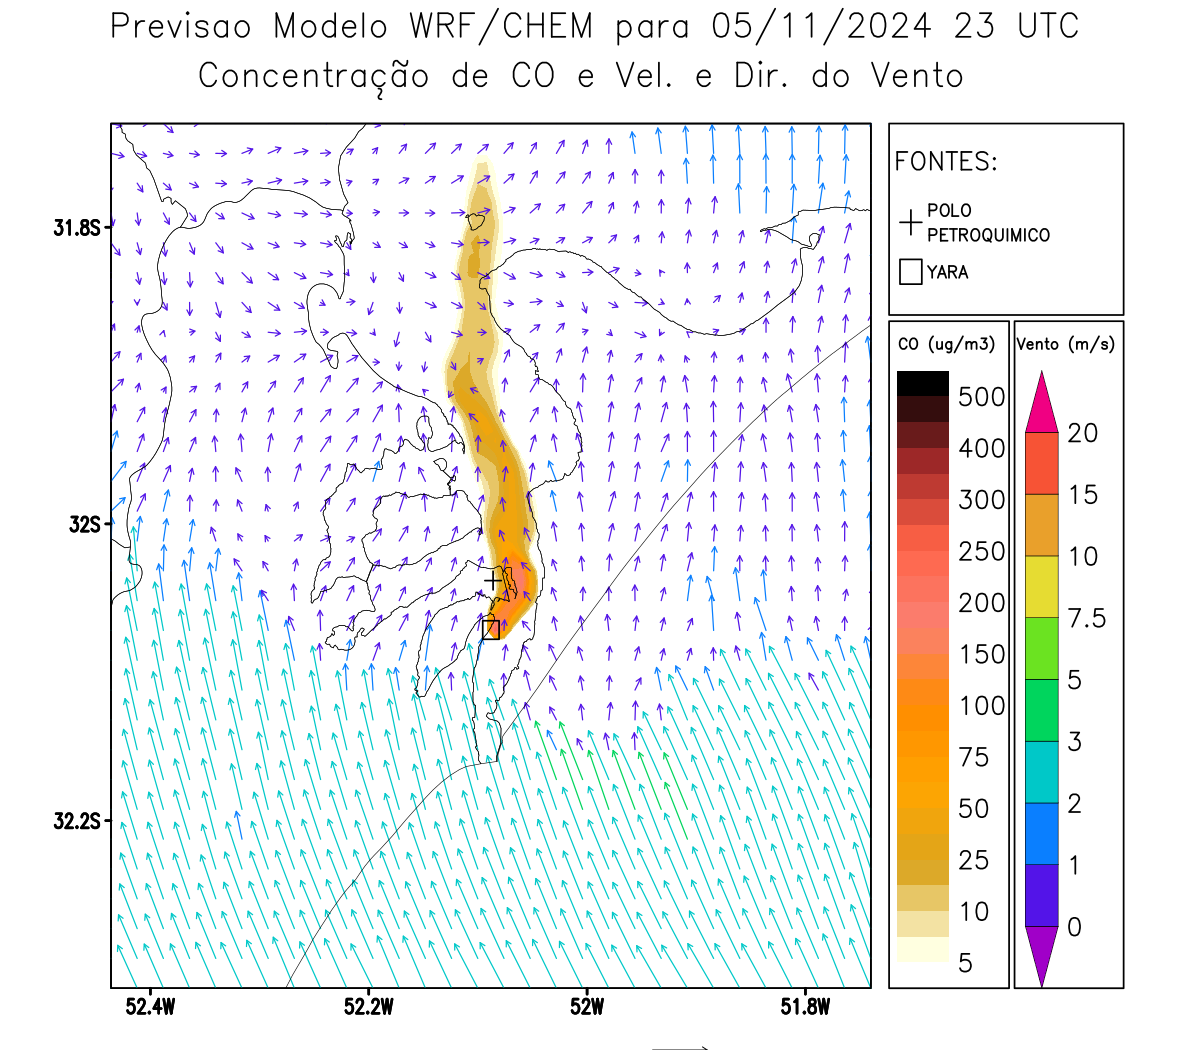 Previsao Modelo WRF/CHEM para 05/11/2024 23 UTC
Concentração de CO e Vel. e Dir. do Vento
FONTES:
POLO
PETROQUIMICO
YARA
CO (ug/m3)
500
400
300
250
200
150
100
75
50
25
10
5
Vento (m/s)
20
15
10
7.5
5
3
2
1
0
31.8S
32S
32.2S
52.4W
52.2W
52W
51.8W